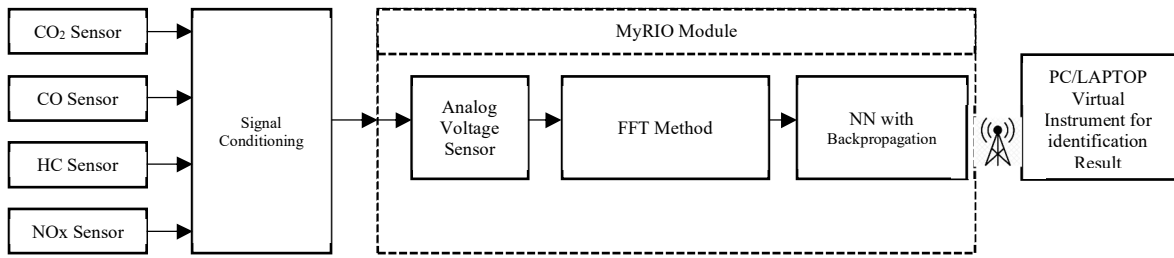 CO₂ Sensor
CO Sensor
HC Sensor
NOx Sensor
Signal
Conditioning
MyRIO Module
Analog
Voltage
Sensor
FFT Method
NN with
Backpropagation
PC/LAPTOP
Virtual
Instrument for
identification
Result